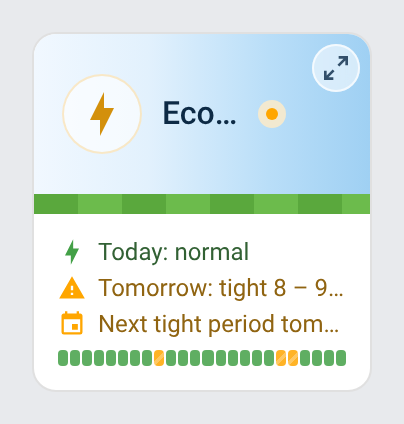 Eco…
Today: normal
Tomorrow: tight 8 – 9…
Next tight period tom…